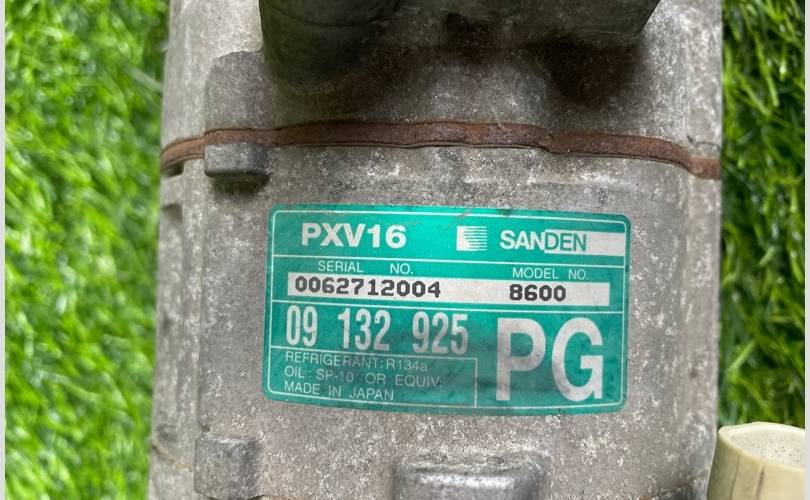 PXV16 SANDEN
SERIAL NO. MODEL NO.
0062712004 8600
09 132 925 PG
REFRIGERANT: R134a
OIL: SP-10 OR EQUIV.
MADE IN JAPAN